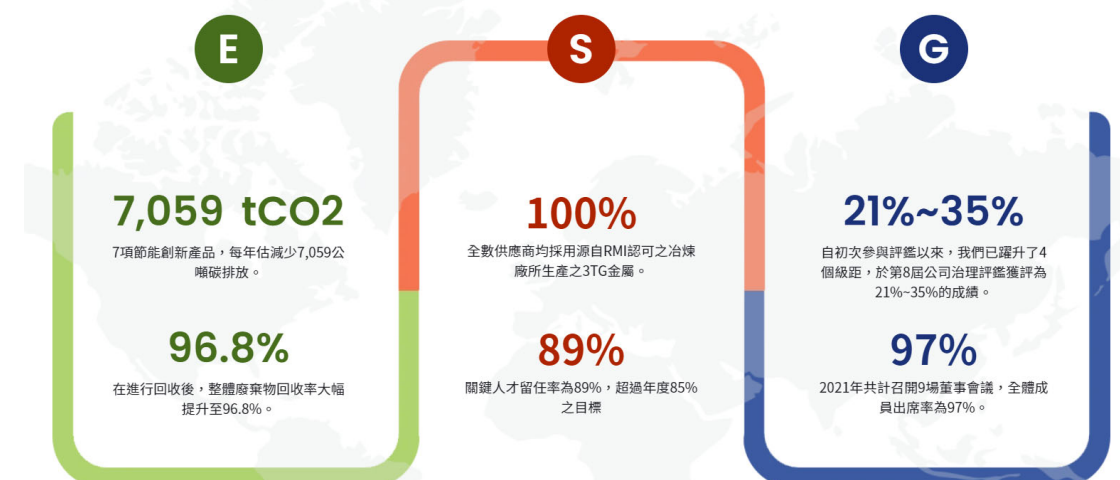 E
7,059 tCO2
7項節能創新產品，每年估減少7,059公
噸碳排放。
96.8%
在進行回收後，整體廢棄物回收率大幅
提升至96.8%。
S
100%
全數供應商均採用源自RMI認可之冶煉
廠所生產之3TG金屬。
89%
關鍵人才留任率為89%，超過年度85%
之目標
G
21%~35%
自初次參與評鑑以來，我們已躍升了4
個級距，於第8屆公司治理評鑑獲評為
21%~35%的成績。
97%
2021年共計召開9場董事會議，全體成
員出席率為97%。